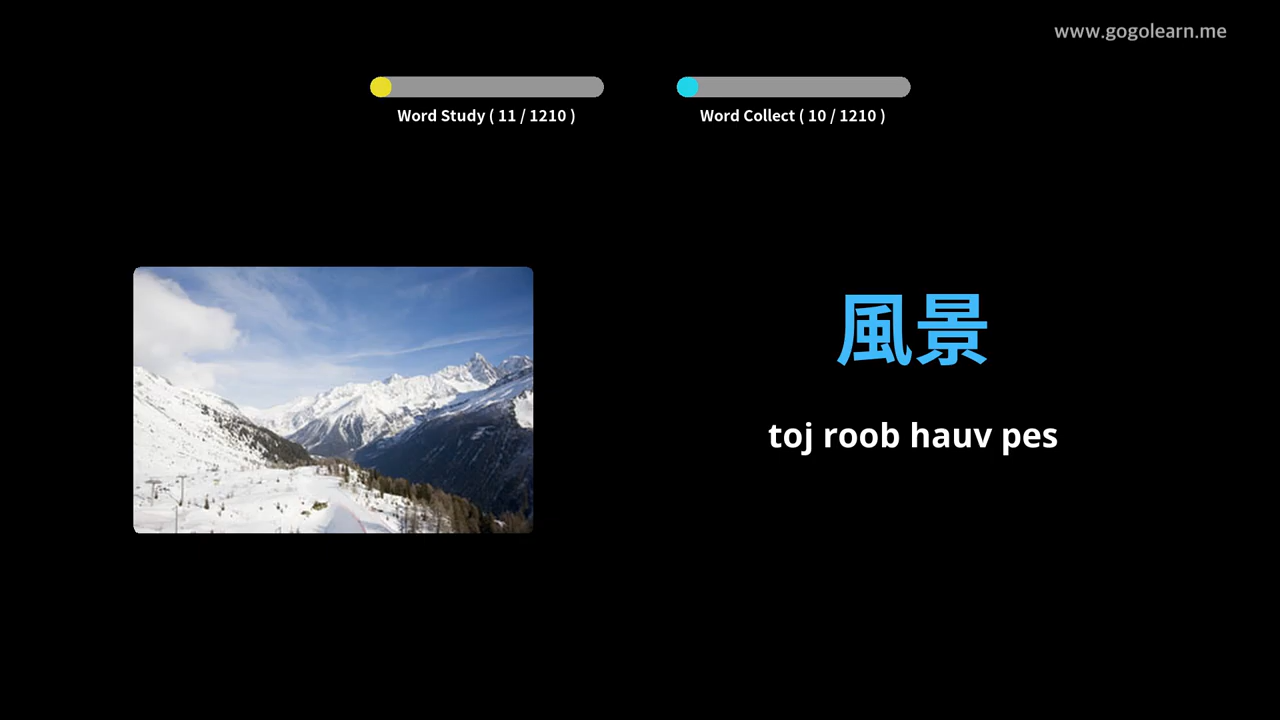 www.gogolearn.me
Word Study ( 11 / 1210 )
Word Collect ( 10 / 1210 )
風景
toj roob hauv pes